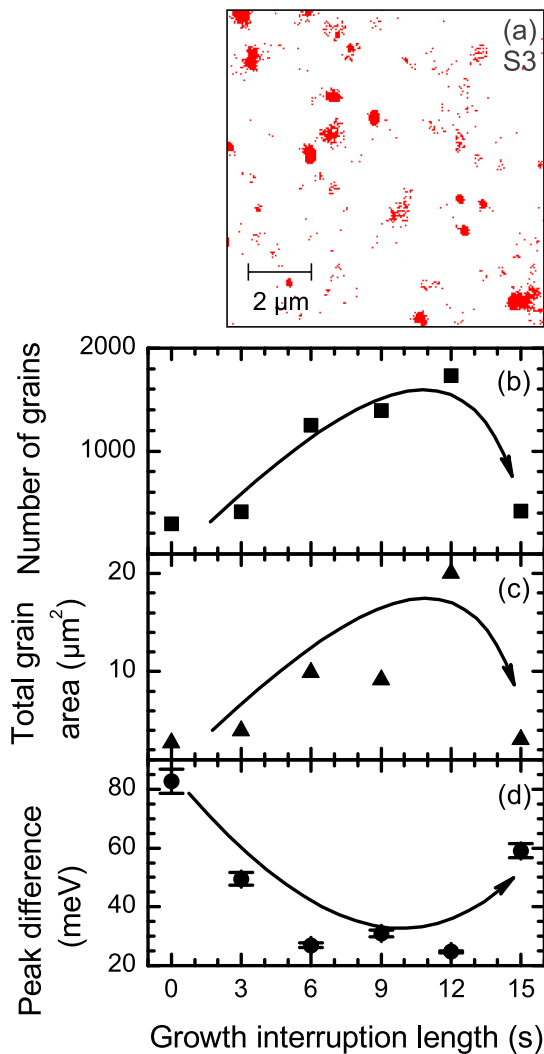 (a)
S3
2 μm
2000
1000
Number of grains
(b)
20
10
Total grain
area (μm²)
(c)
80
60
40
20
Peak difference
(meV)
(d)
0 3 6 9 12 15
Growth interruption length (s)